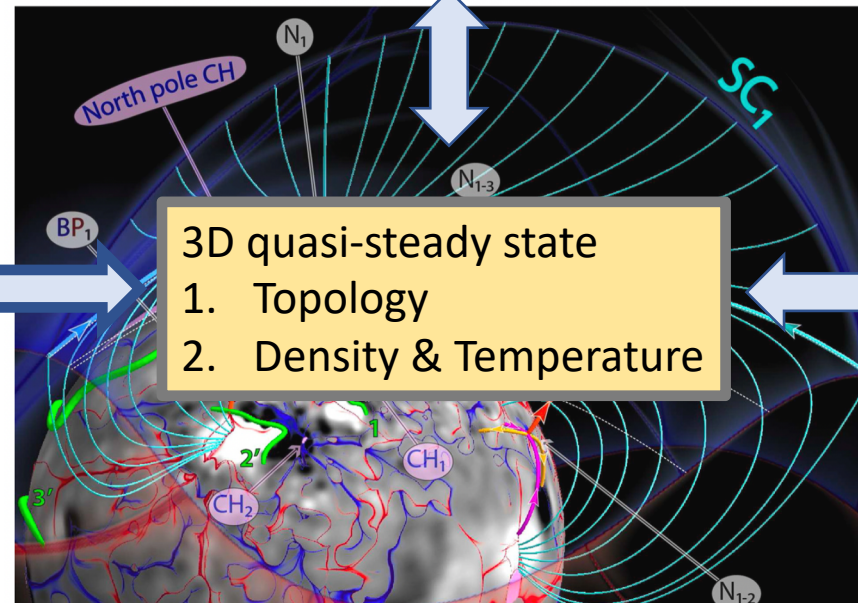 N₁
North pole CH
SC₁
N₁₋₃
BP₁
3D quasi-steady state
1. Topology
2. Density & Temperature
1
2′
CH₁
CH₂
3′
N₁₋₂